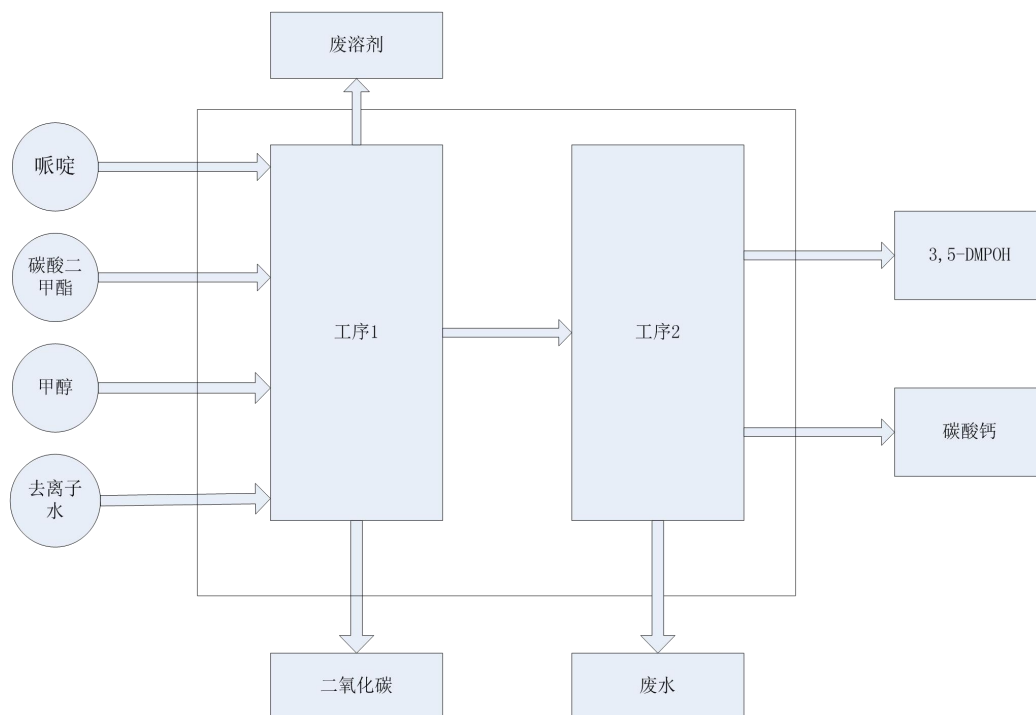 废溶剂
哌啶
碳酸二
甲酯
甲醇
去离子
水
工序1
工序2
3,5-DMPOH
碳酸钙
二氧化碳
废水